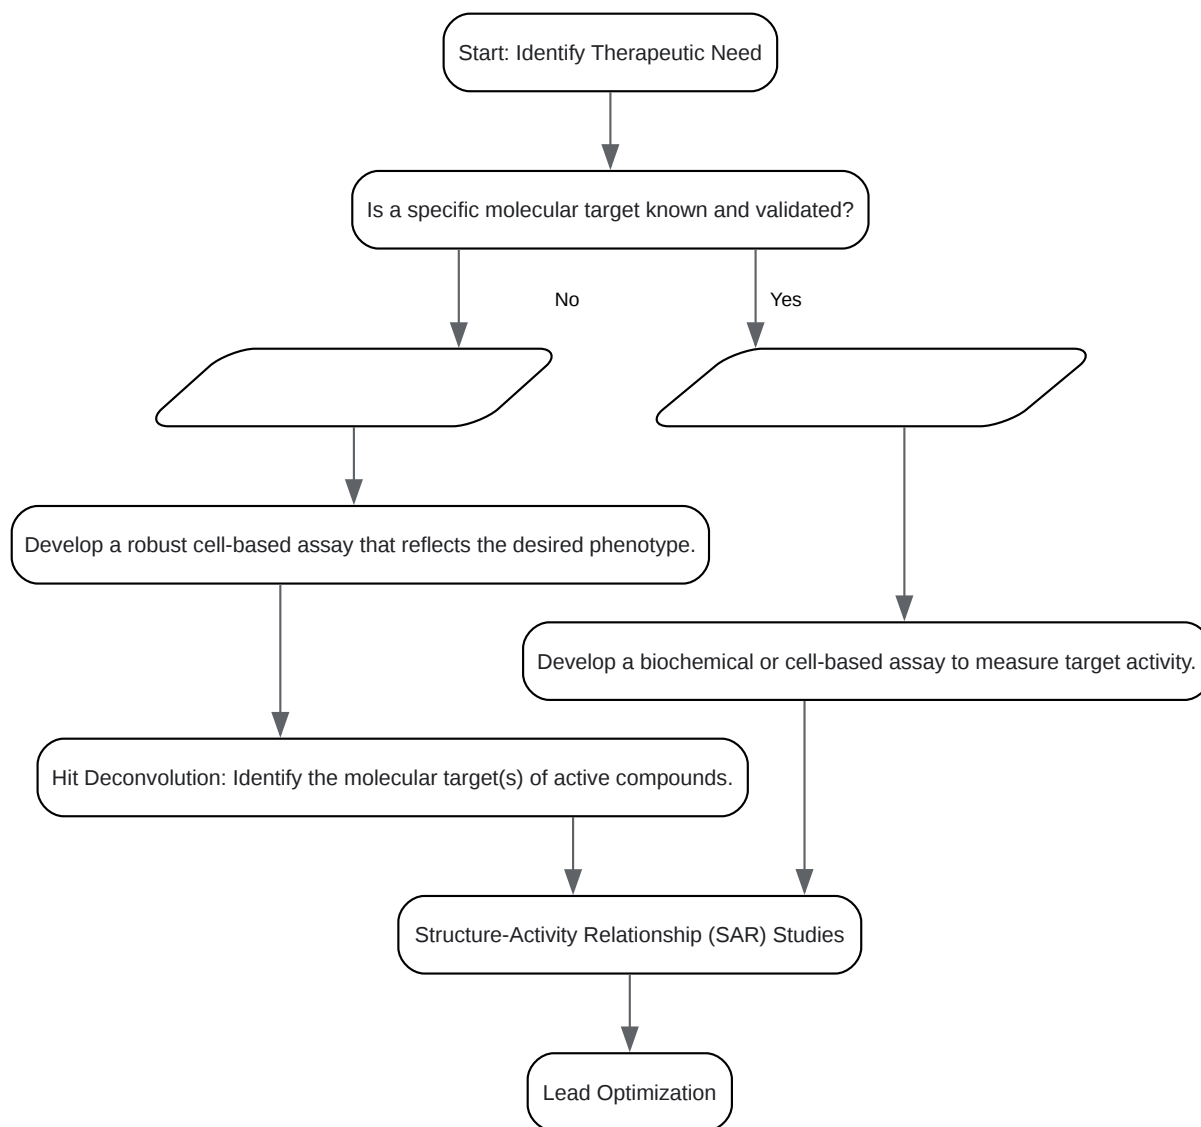 Start: Identify Therapeutic Need
Is a specific molecular target known and validated?
No
Yes
Develop a robust cell-based assay that reflects the desired phenotype.
Develop a biochemical or cell-based assay to measure target activity.
Hit Deconvolution: Identify the molecular target(s) of active compounds.
Structure-Activity Relationship (SAR) Studies
Lead Optimization